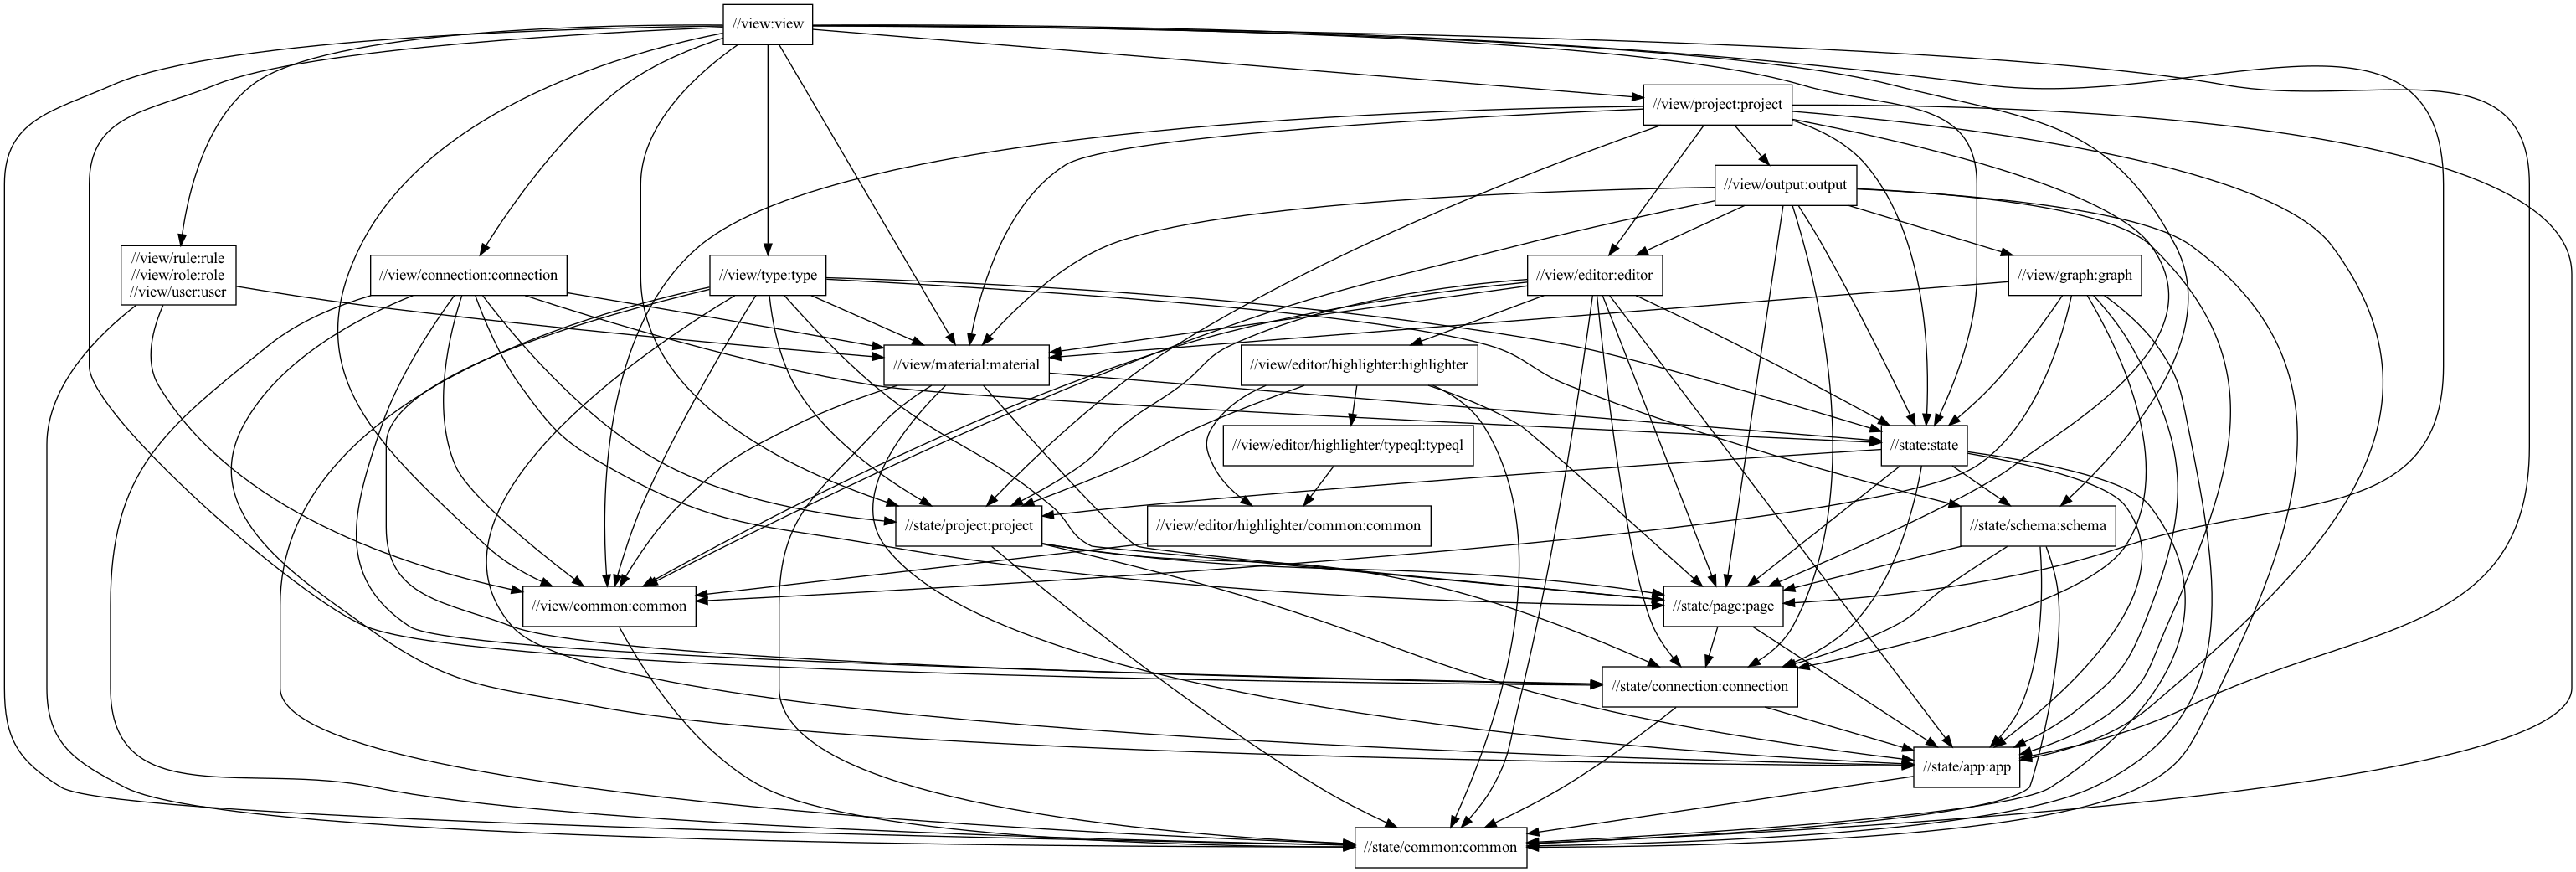 //view:view
//view/project:project
//view/output:output
//view/rule:rule
//view/role:role
//view/user:user
//view/connection:connection
//view/type:type
//view/editor:editor
//view/graph:graph
//view/material:material
//view/editor/highlighter:highlighter
//view/editor/highlighter/typeql:typeql
//state:state
//state/project:project
//view/editor/highlighter/common:common
//state/schema:schema
//view/common:common
//state/page:page
//state/connection:connection
//state/app:app
//state/common:common